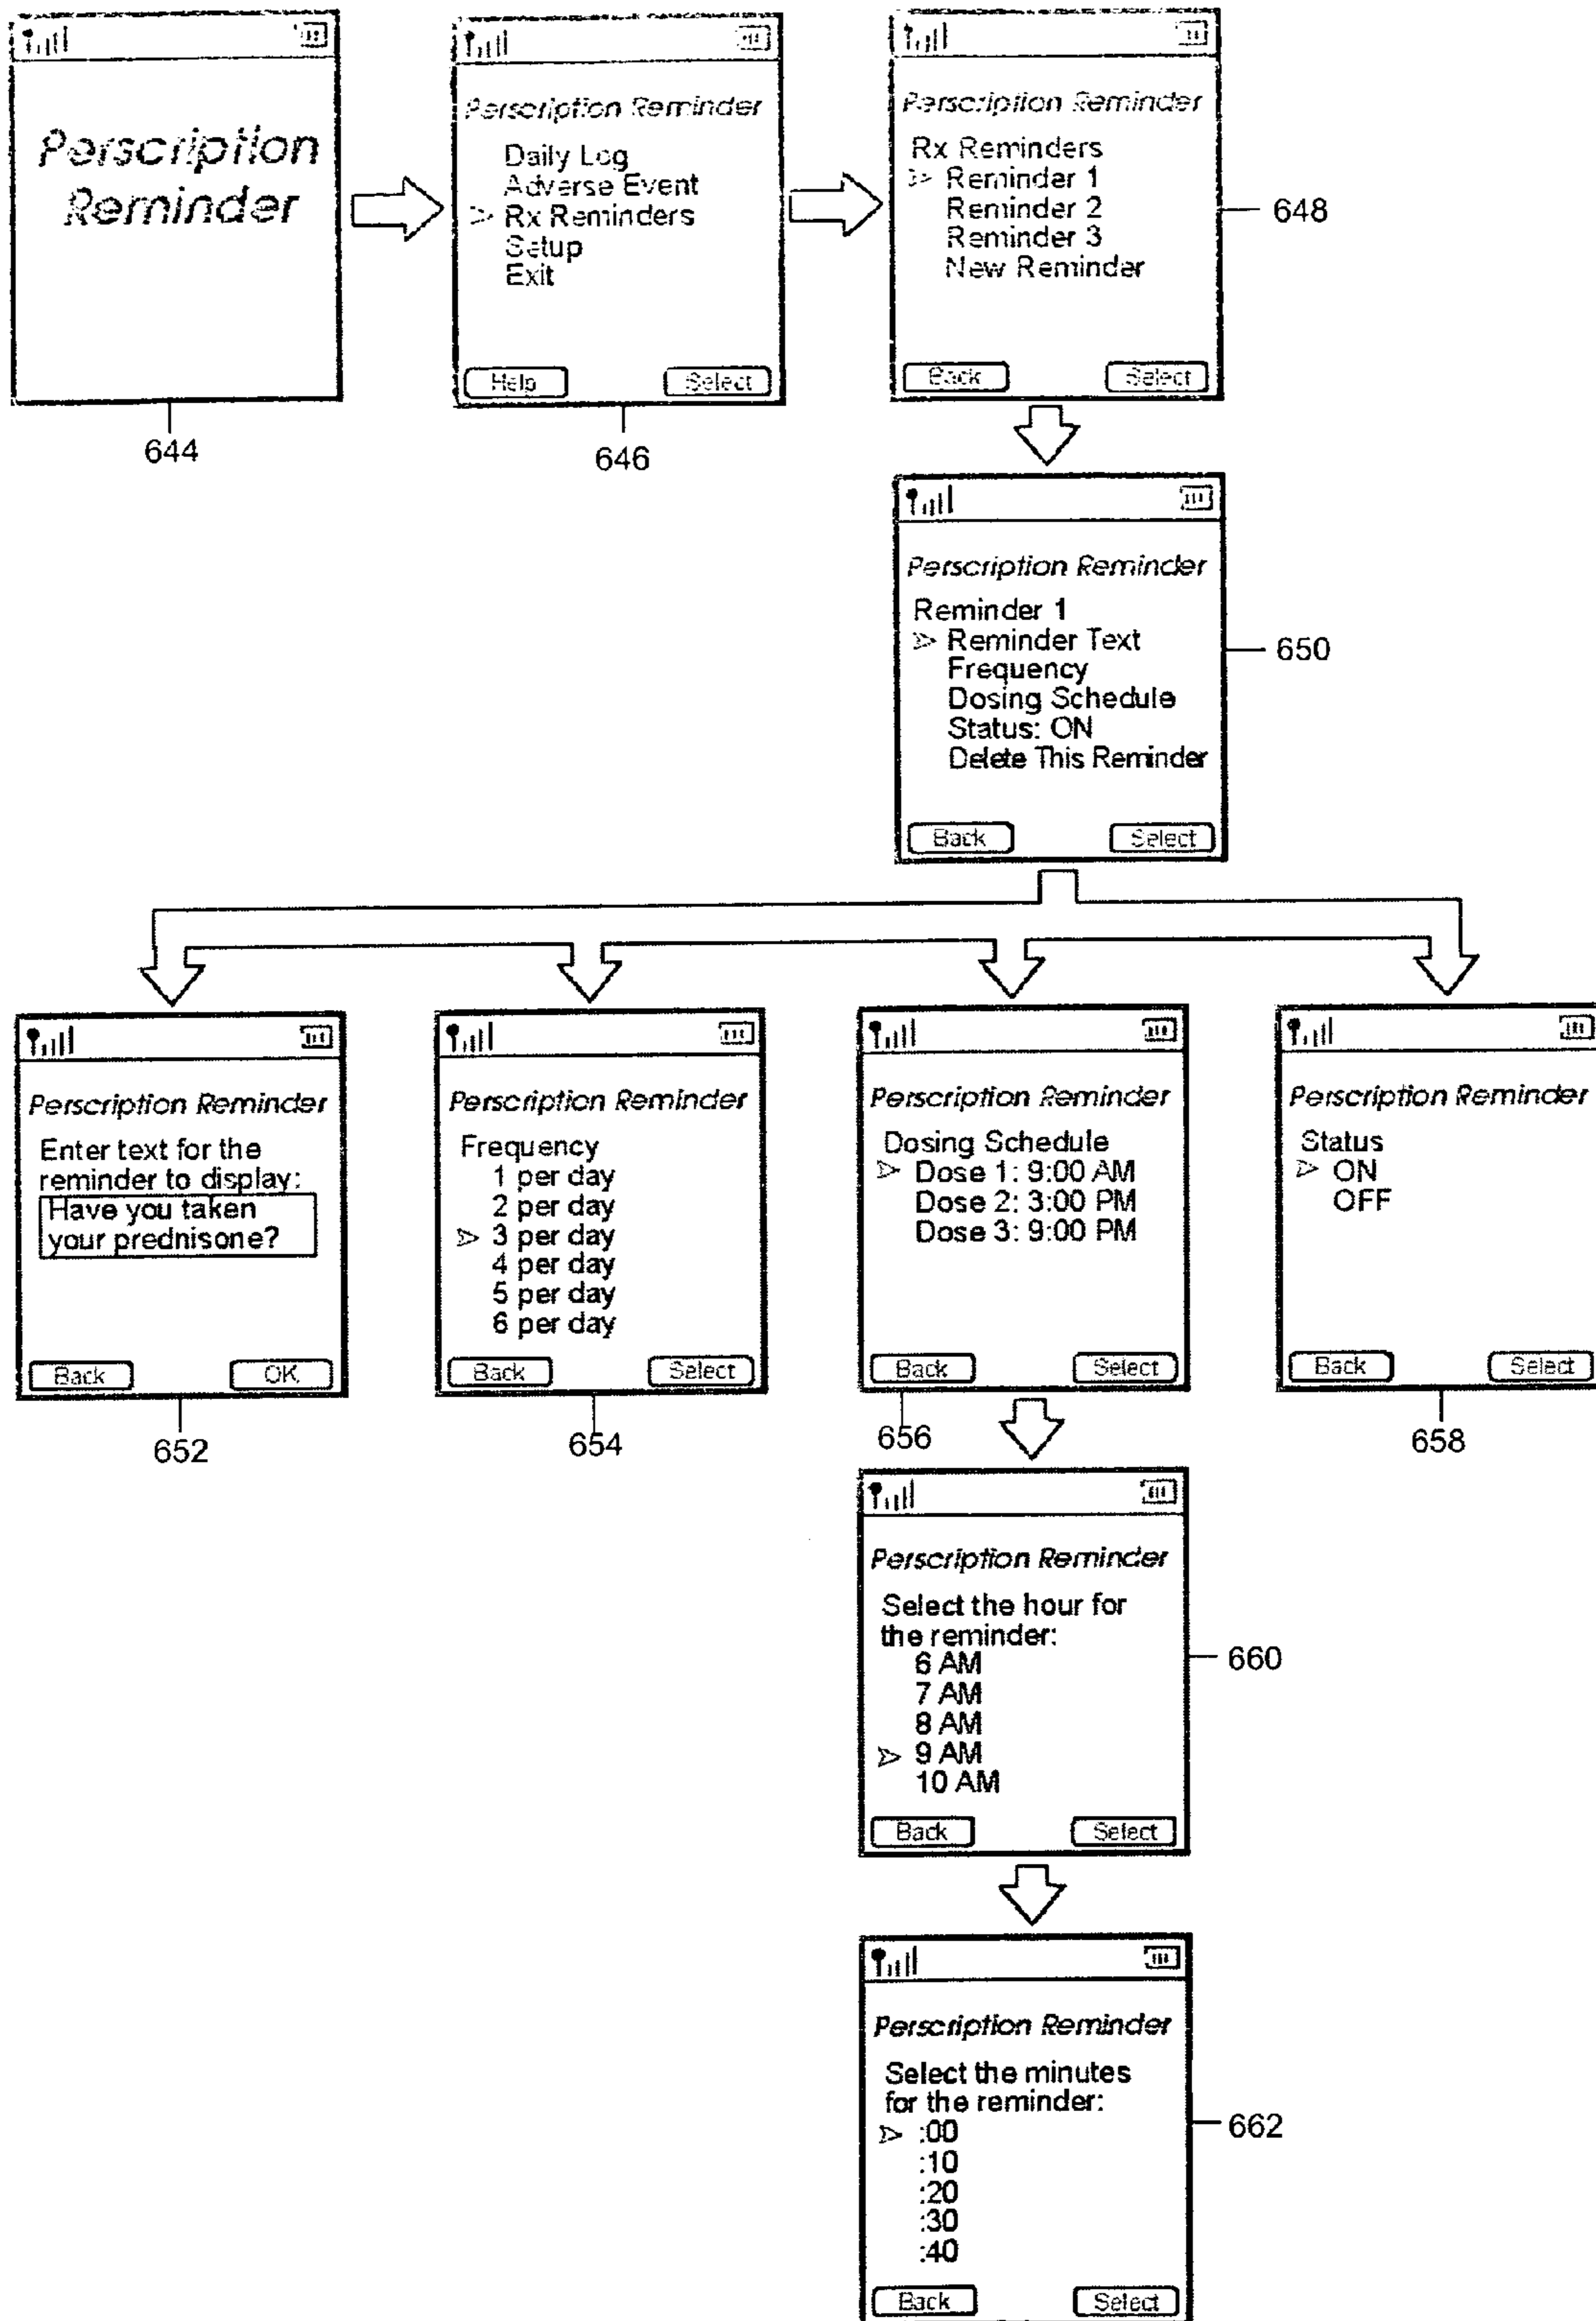 Perscription
Reminder
644
Perscription Reminder
Daily Log
Adverse Event
Rx Reminders
Setup
Exit
Help
Select
646
Perscription Reminder
Rx Reminders
Reminder 1
Reminder 2
Reminder 3
New Reminder
Back
Select
648
Perscription Reminder
Reminder 1
Reminder Text
Frequency
Dosing Schedule
Status: ON
Delete This Reminder
Back
Select
650
Perscription Reminder
Enter text for the
reminder to display:
Have you taken
your prednisone?
Back
OK
652
Perscription Reminder
Frequency
1 per day
2 per day
3 per day
4 per day
5 per day
6 per day
Back
Select
654
Perscription Reminder
Dosing Schedule
Dose 1: 9:00 AM
Dose 2: 3:00 PM
Dose 3: 9:00 PM
Back
Select
656
Perscription Reminder
Status
ON
OFF
Back
Select
658
Perscription Reminder
Select the hour for
the reminder:
6 AM
7 AM
8 AM
9 AM
10 AM
Back
Select
660
Perscription Reminder
Select the minutes
for the reminder:
:00
:10
:20
:30
:40
Back
Select
662